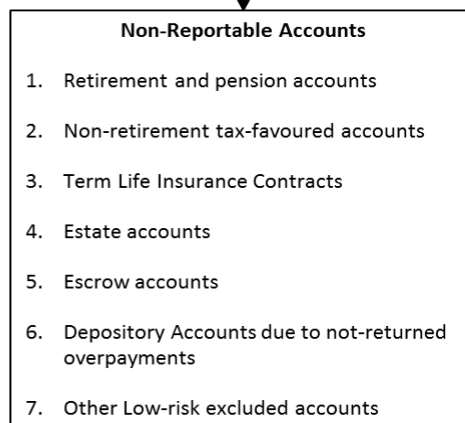 Non-Reportable Accounts
1. Retirement and pension accounts
2. Non-retirement tax-favoured accounts
3. Term Life Insurance Contracts
4. Estate accounts
5. Escrow accounts
6. Depository Accounts due to not-returned
overpayments
7. Other Low-risk excluded accounts